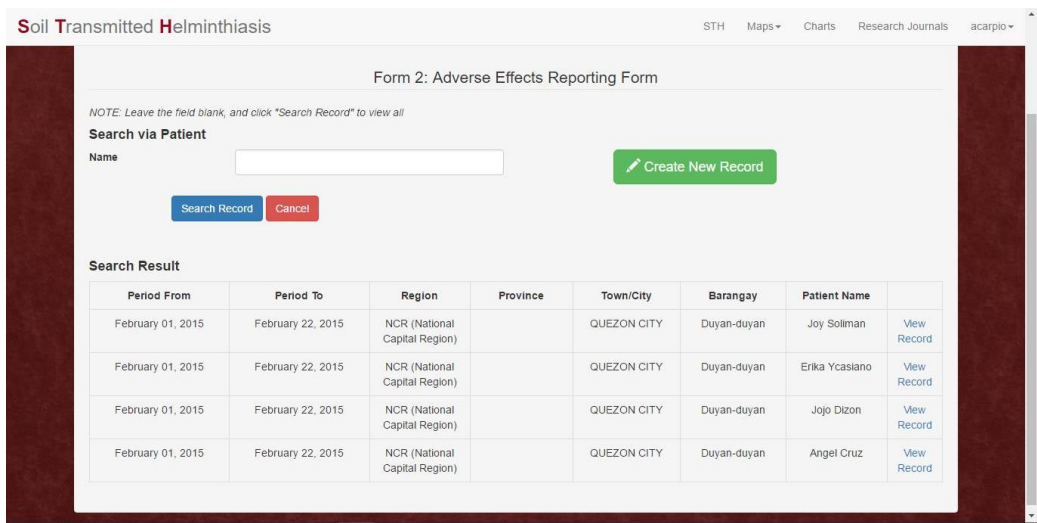 Soil Transmitted Helminthiasis
STH Maps Charts Research Journals acarpio
Form 2: Adverse Effects Reporting Form
NOTE: Leave the field blank, and click "Search Record" to view all
Search via Patient
Name
Create New Record
Search Record Cancel
Search Result
Period From Period To Region Province Town/City Barangay Patient Name
February 01, 2015 February 22, 2015 NCR (National QUEZON CITY Duyan-duyan Joy Soliman View
Capital Region) Record
February 01, 2015 February 22, 2015 NCR (National QUEZON CITY Duyan-duyan Erika Ycasiano View
Capital Region) Record
February 01, 2015 February 22, 2015 NCR (National QUEZON CITY Duyan-duyan Jojo Dizon View
Capital Region) Record
February 01, 2015 February 22, 2015 NCR (National QUEZON CITY Duyan-duyan Angel Cruz View
Capital Region) Record